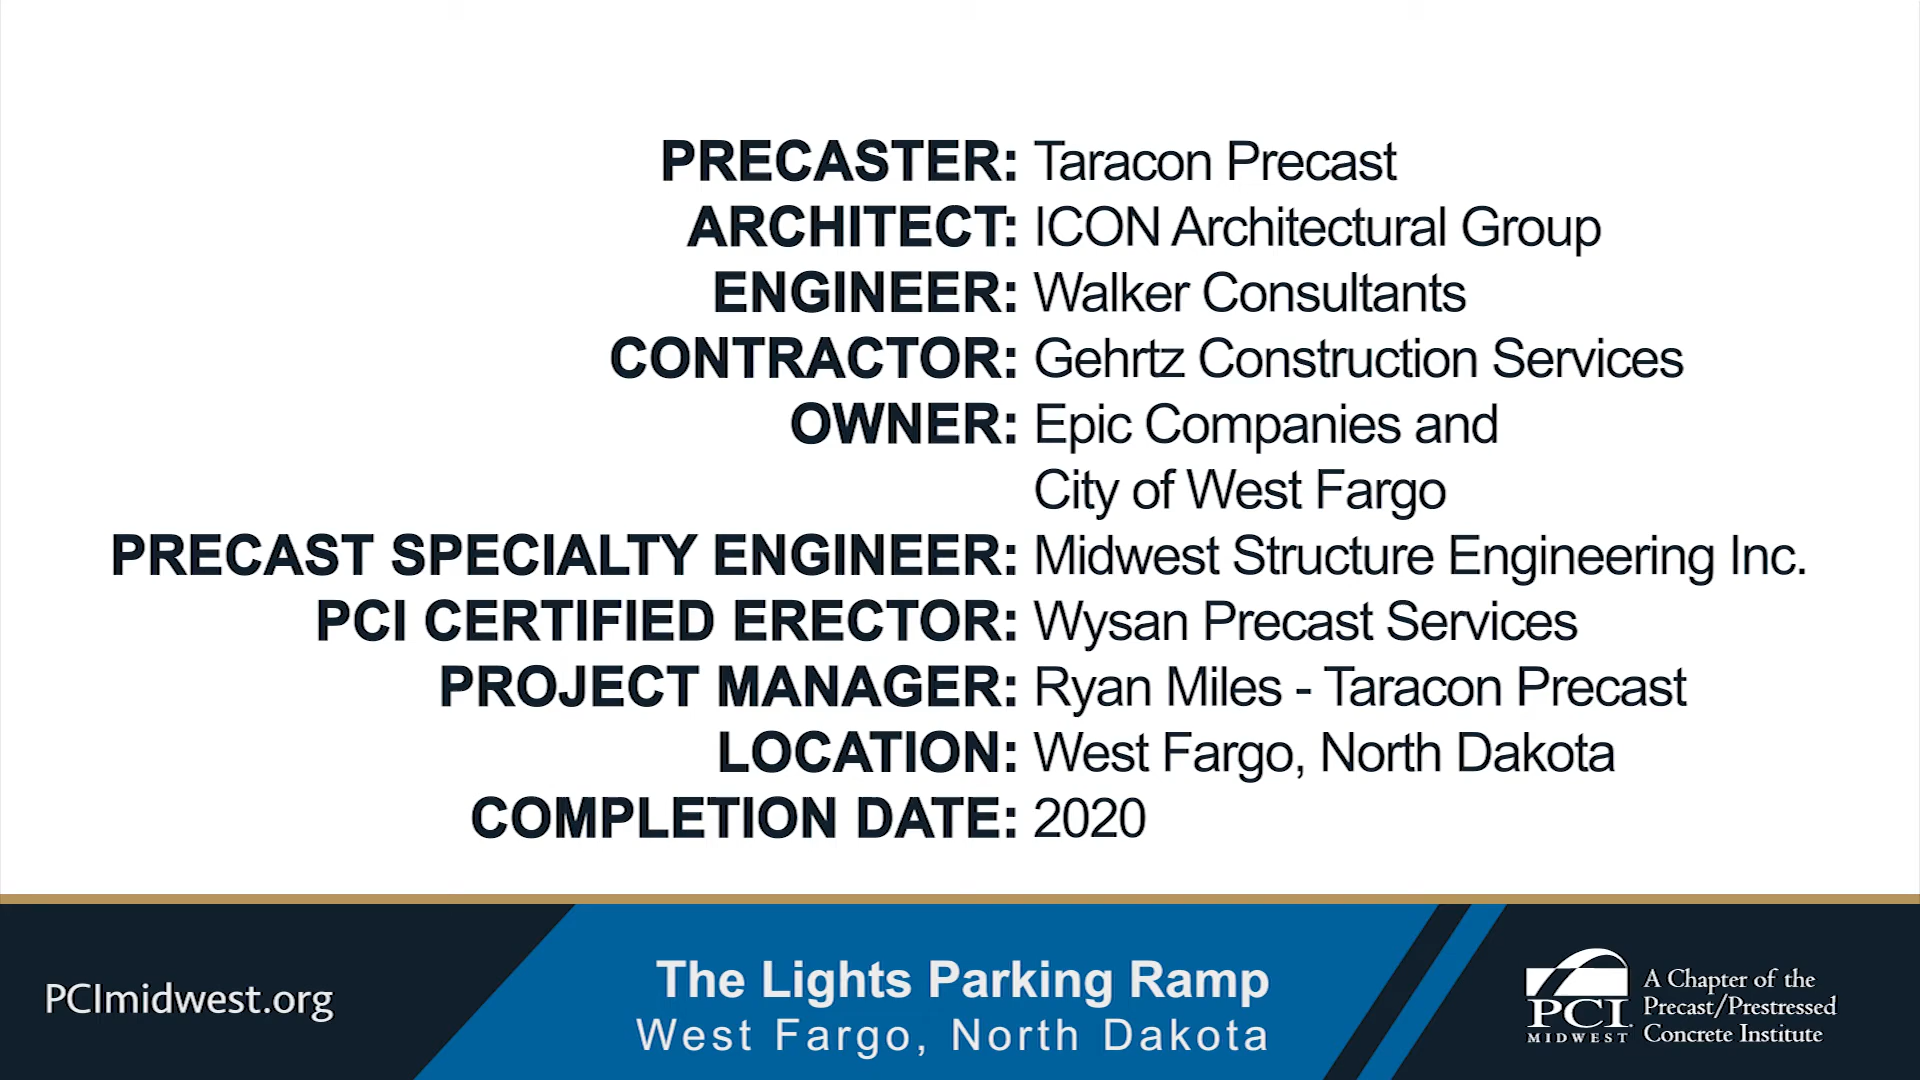 PRECASTER: Taracon Precast
ARCHITECT: ICON Architectural Group
ENGINEER: Walker Consultants
CONTRACTOR: Gehrtz Construction Services
OWNER: Epic Companies and
City of West Fargo
PRECAST SPECIALTY ENGINEER: Midwest Structure Engineering Inc.
PCI CERTIFIED ERECTOR: Wysan Precast Services
PROJECT MANAGER: Ryan Miles - Taracon Precast
LOCATION: West Fargo, North Dakota
COMPLETION DATE: 2020
PCImidwest.org
The Lights Parking Ramp
West Fargo, North Dakota
PCI
MIDWEST
A Chapter of the
Precast/Prestressed
Concrete Institute